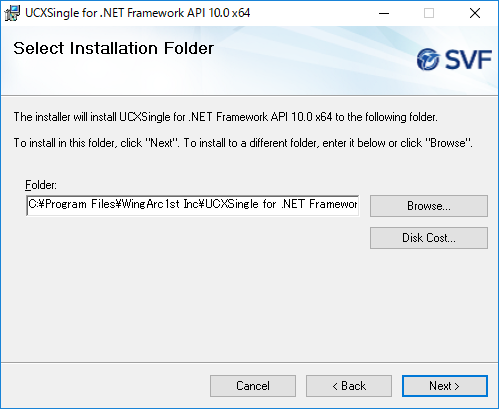 UCXSingle for .NET Framework API 10.0 x64
Select Installation Folder
SVF
The installer will install UCXSingle for .NET Framework API 10.0 x64 to the following folder.
To install in this folder, click "Next". To install to a different folder, enter it below or click "Browse".
Folder:
C:¥Program Files¥WingArc1st Inc¥UCXSingle for .NET Framewor
Browse...
Disk Cost...
Cancel
< Back
Next >